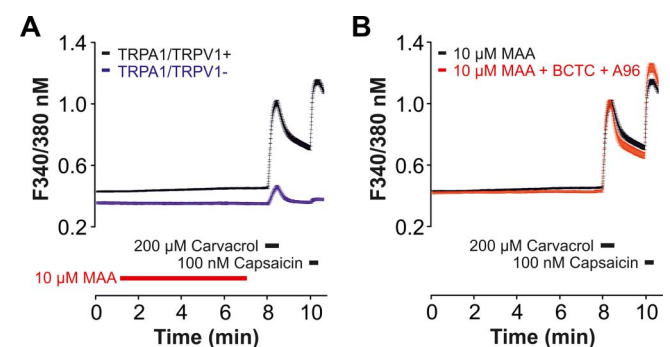 A
TRPA1/TRPV1+
TRPA1/TRPV1-
F340/380 nM
1.4
1.0
0.6
0.2
200 µM Carvacrol
100 nM Capsaicin
10 µM MAA
0 2 4 6 8 10
Time (min)
B
10 µM MAA
10 µM MAA + BCTC + A96
F340/380 nM
1.4
1.0
0.6
0.2
200 µM Carvacrol
100 nM Capsaicin
0 2 4 6 8 10
Time (min)